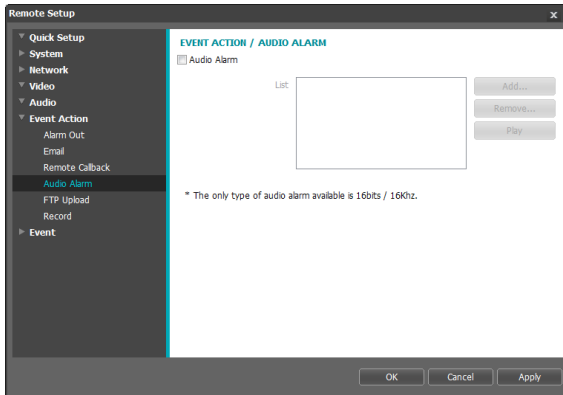 Remote Setup
x
Quick Setup
System
Network
Video
Audio
Event Action
Alarm Out
Email
Remote Callback
Audio Alarm
FTP Upload
Record
Event
EVENT ACTION / AUDIO ALARM
Audio Alarm
List
Add...
Remove...
Play
* The only type of audio alarm available is 16bits / 16Khz.
OK
Cancel
Apply